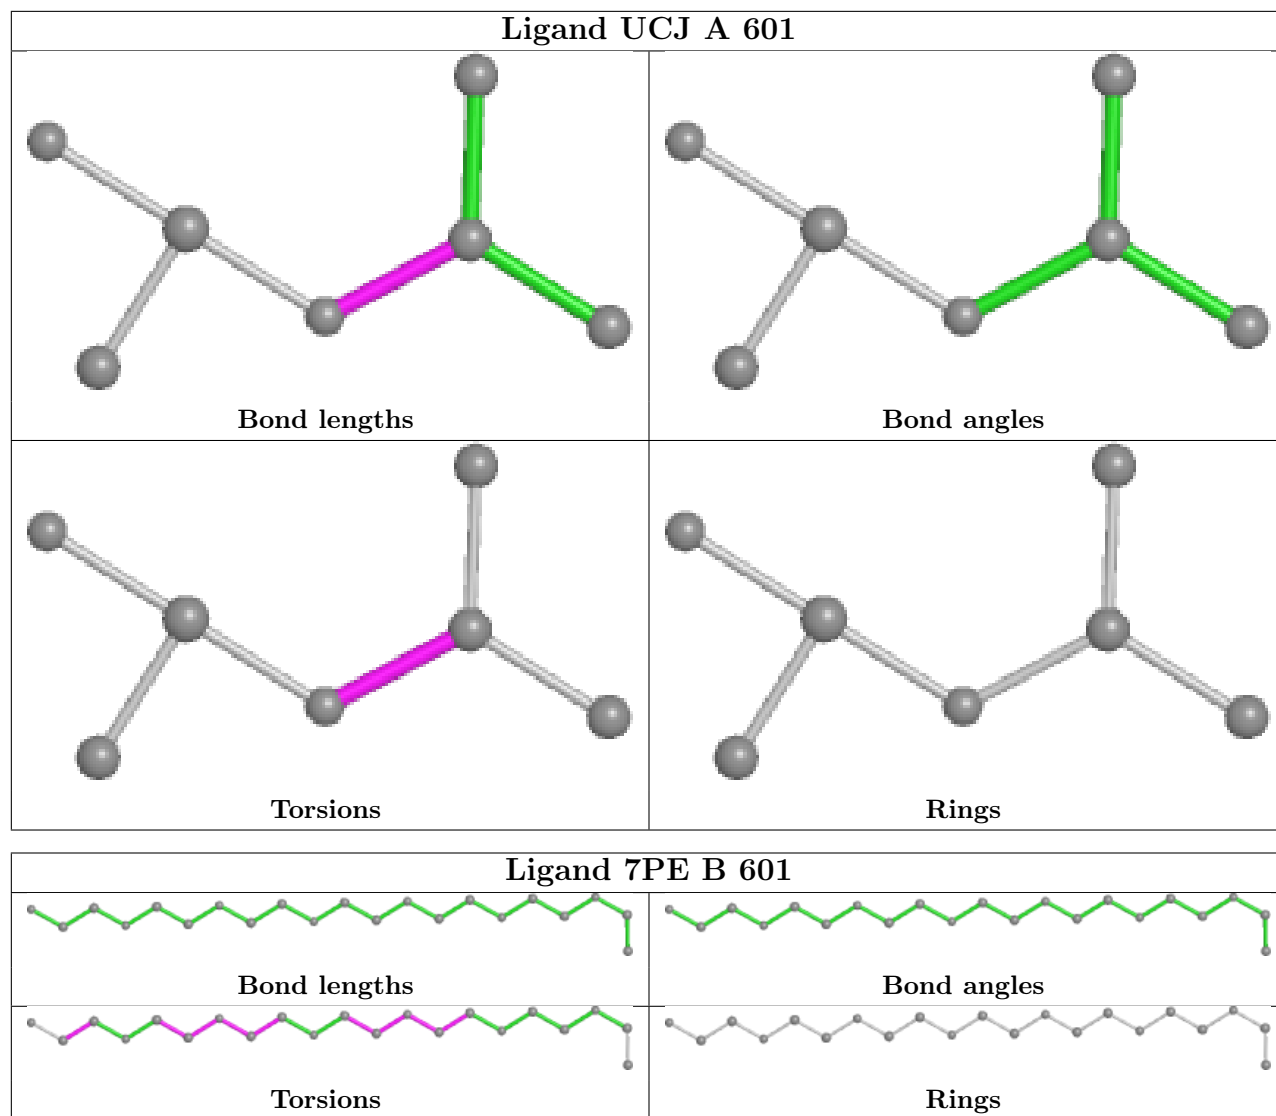 Ligand UCJ A 601
Bond lengths
Bond angles
Torsions
Rings
Ligand 7PE B 601
Bond lengths
Bond angles
Torsions
Rings